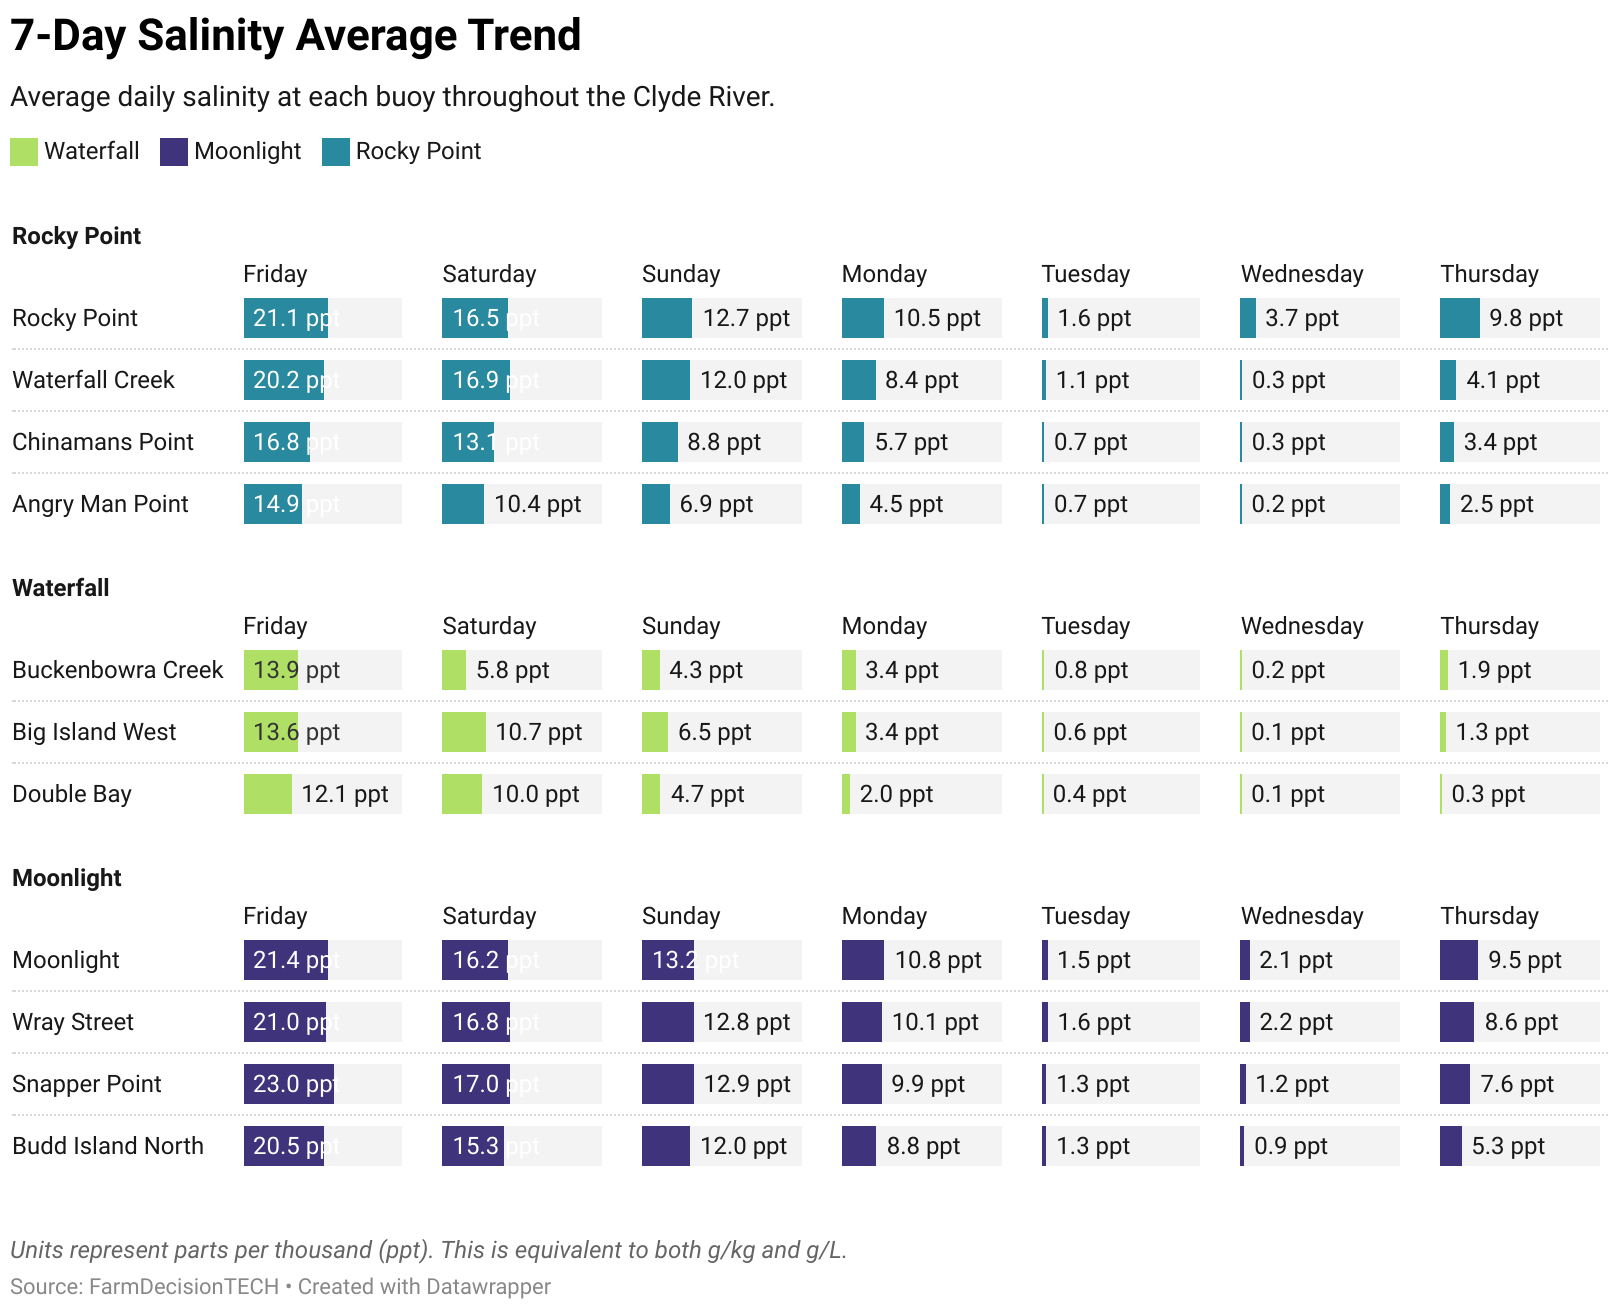 7-Day Salinity Average Trend
Average daily salinity at each buoy throughout the Clyde River.
Waterfall Moonlight Rocky Point
Rocky Point
Friday Saturday Sunday Monday Tuesday Wednesday Thursday
Rocky Point 21.1 ppt 16.5 ppt 12.7 ppt 10.5 ppt 1.6 ppt 3.7 ppt 9.8 ppt
Waterfall Creek 20.2 ppt 16.9 ppt 12.0 ppt 8.4 ppt 1.1 ppt 0.3 ppt 4.1 ppt
Chinamans Point 16.8 ppt 13.1 ppt 8.8 ppt 5.7 ppt 0.7 ppt 0.3 ppt 3.4 ppt
Angry Man Point 14.9 ppt 10.4 ppt 6.9 ppt 4.5 ppt 0.7 ppt 0.2 ppt 2.5 ppt
Waterfall
Friday Saturday Sunday Monday Tuesday Wednesday Thursday
Buckenbowra Creek 13.9 ppt 5.8 ppt 4.3 ppt 3.4 ppt 0.8 ppt 0.2 ppt 1.9 ppt
Big Island West 13.6 ppt 10.7 ppt 6.5 ppt 3.4 ppt 0.6 ppt 0.1 ppt 1.3 ppt
Double Bay 12.1 ppt 10.0 ppt 4.7 ppt 2.0 ppt 0.4 ppt 0.1 ppt 0.3 ppt
Moonlight
Friday Saturday Sunday Monday Tuesday Wednesday Thursday
Moonlight 21.4 ppt 16.2 ppt 13.2 ppt 10.8 ppt 1.5 ppt 2.1 ppt 9.5 ppt
Wray Street 21.0 ppt 16.8 ppt 12.8 ppt 10.1 ppt 1.6 ppt 2.2 ppt 8.6 ppt
Snapper Point 23.0 ppt 17.0 ppt 12.9 ppt 9.9 ppt 1.3 ppt 1.2 ppt 7.6 ppt
Budd Island North 20.5 ppt 15.3 ppt 12.0 ppt 8.8 ppt 1.3 ppt 0.9 ppt 5.3 ppt
Units represent parts per thousand (ppt). This is equivalent to both g/kg and g/L.
Source: FarmDecisionTECH • Created with Datawrapper